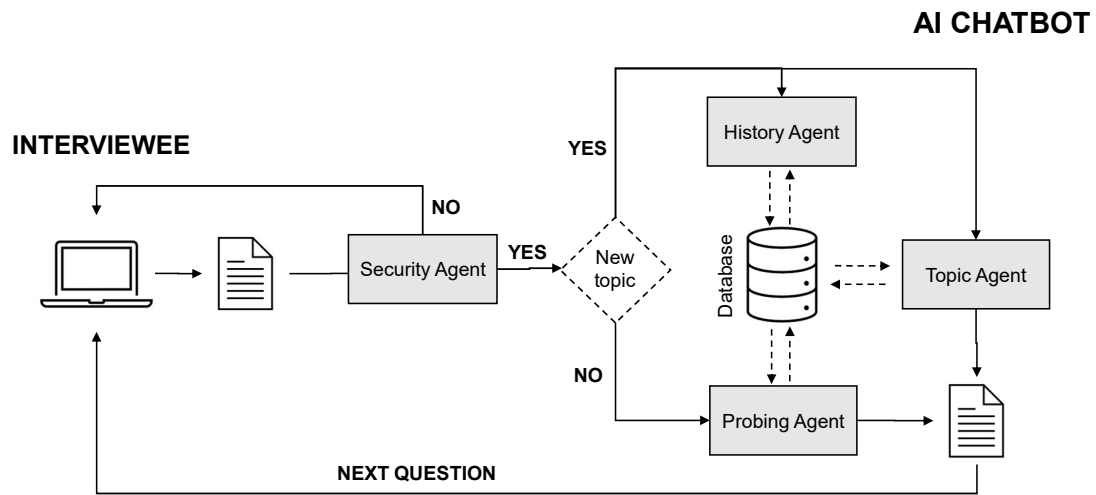 AI CHATBOT
INTERVIEWEE
YES
History Agent
NO
Security Agent
YES
New
topic
Database
Topic Agent
NO
Probing Agent
NEXT QUESTION